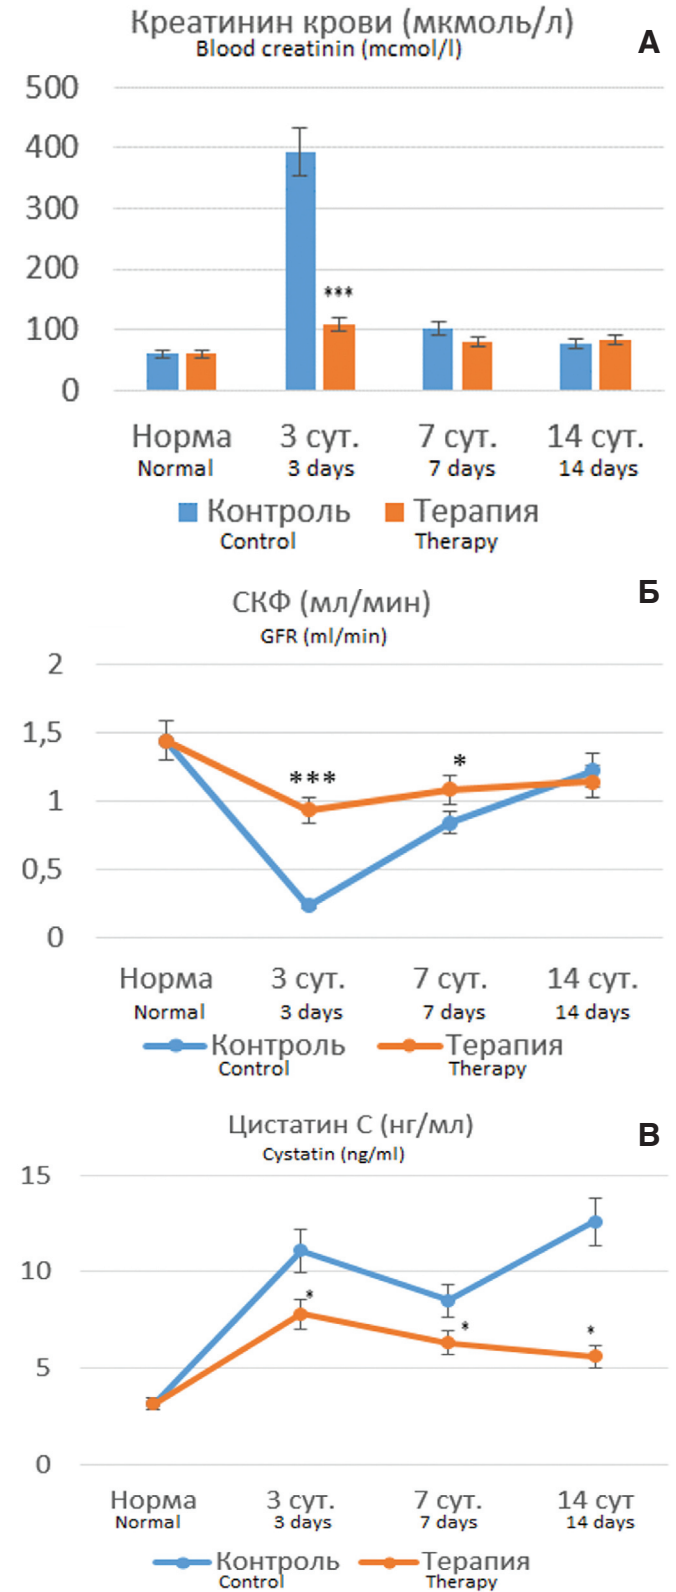 Креатинин крови (мкмоль/л)
Blood creatinin (mcmol/l)
А
500
400
300
200
100
0
***
Норма 3 сут. 7 сут. 14 сут.
Normal 3 days 7 days 14 days
Контроль Терапия
Control Therapy
Б
СКФ (мл/мин)
GFR (ml/min)
2
1,5
1
0,5
0
*** *
Норма 3 сут. 7 сут. 14 сут.
Normal 3 days 7 days 14 days
Контроль Терапия
Control Therapy
Цистатин С (нг/мл)
В
Cystatin (ng/ml)
15
10
5
0
* * *
Норма 3 сут. 7 сут. 14 сут
Normal 3 days 7 days 14 days
Контроль Терапия
Control Therapy